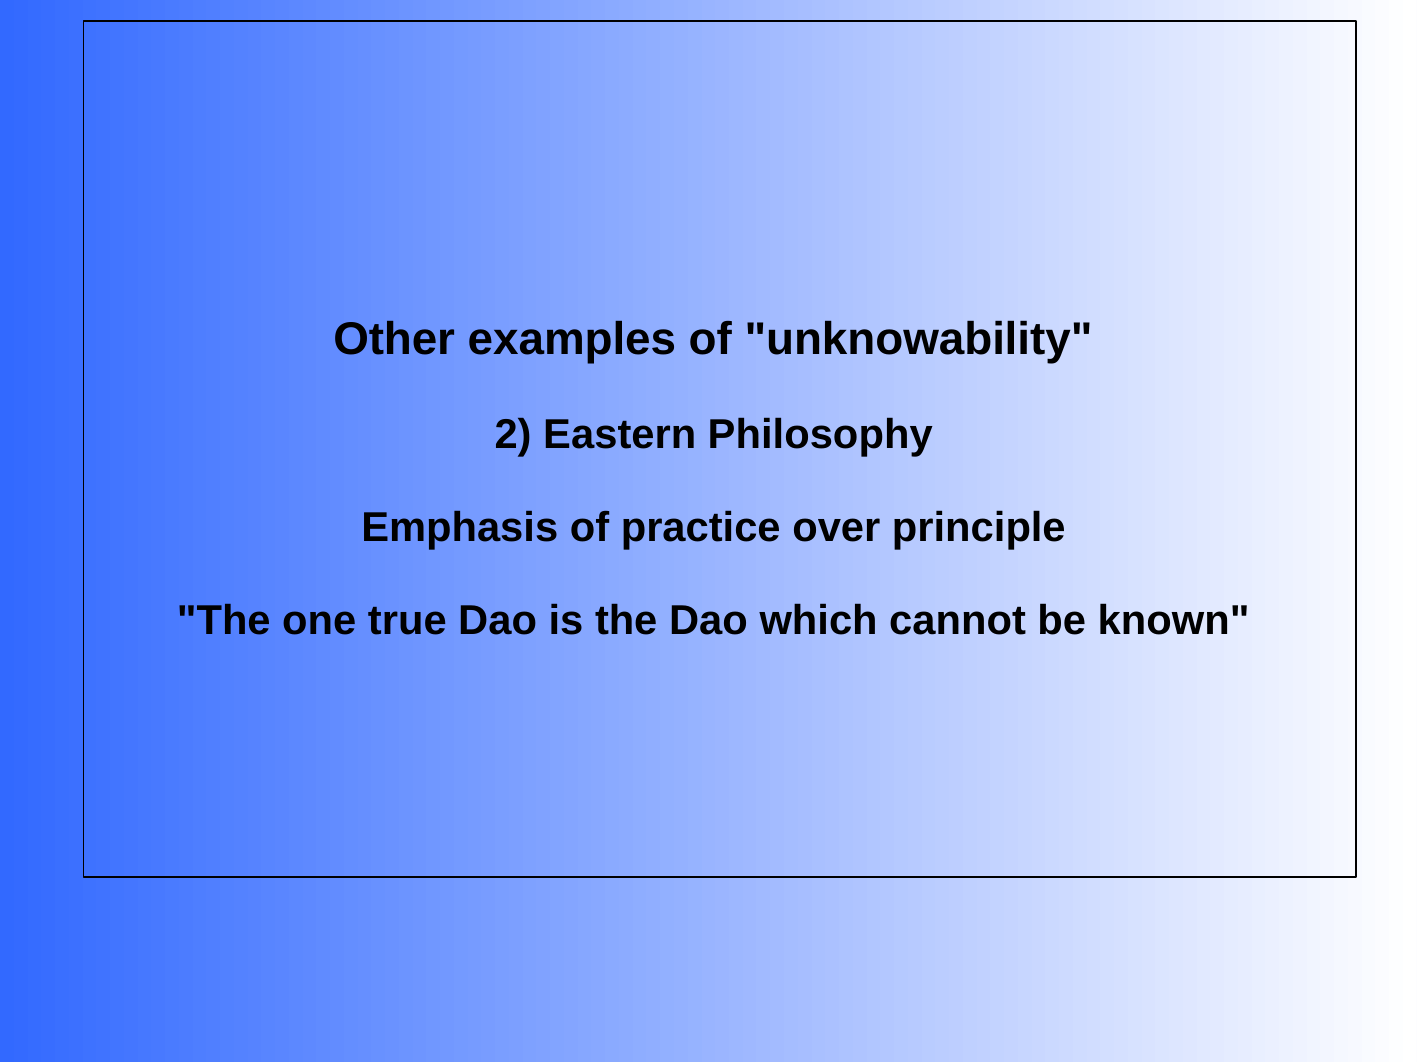 Other examples of "unknowability"
2) Eastern Philosophy
Emphasis of practice over principle
"The one true Dao is the Dao which cannot be known"